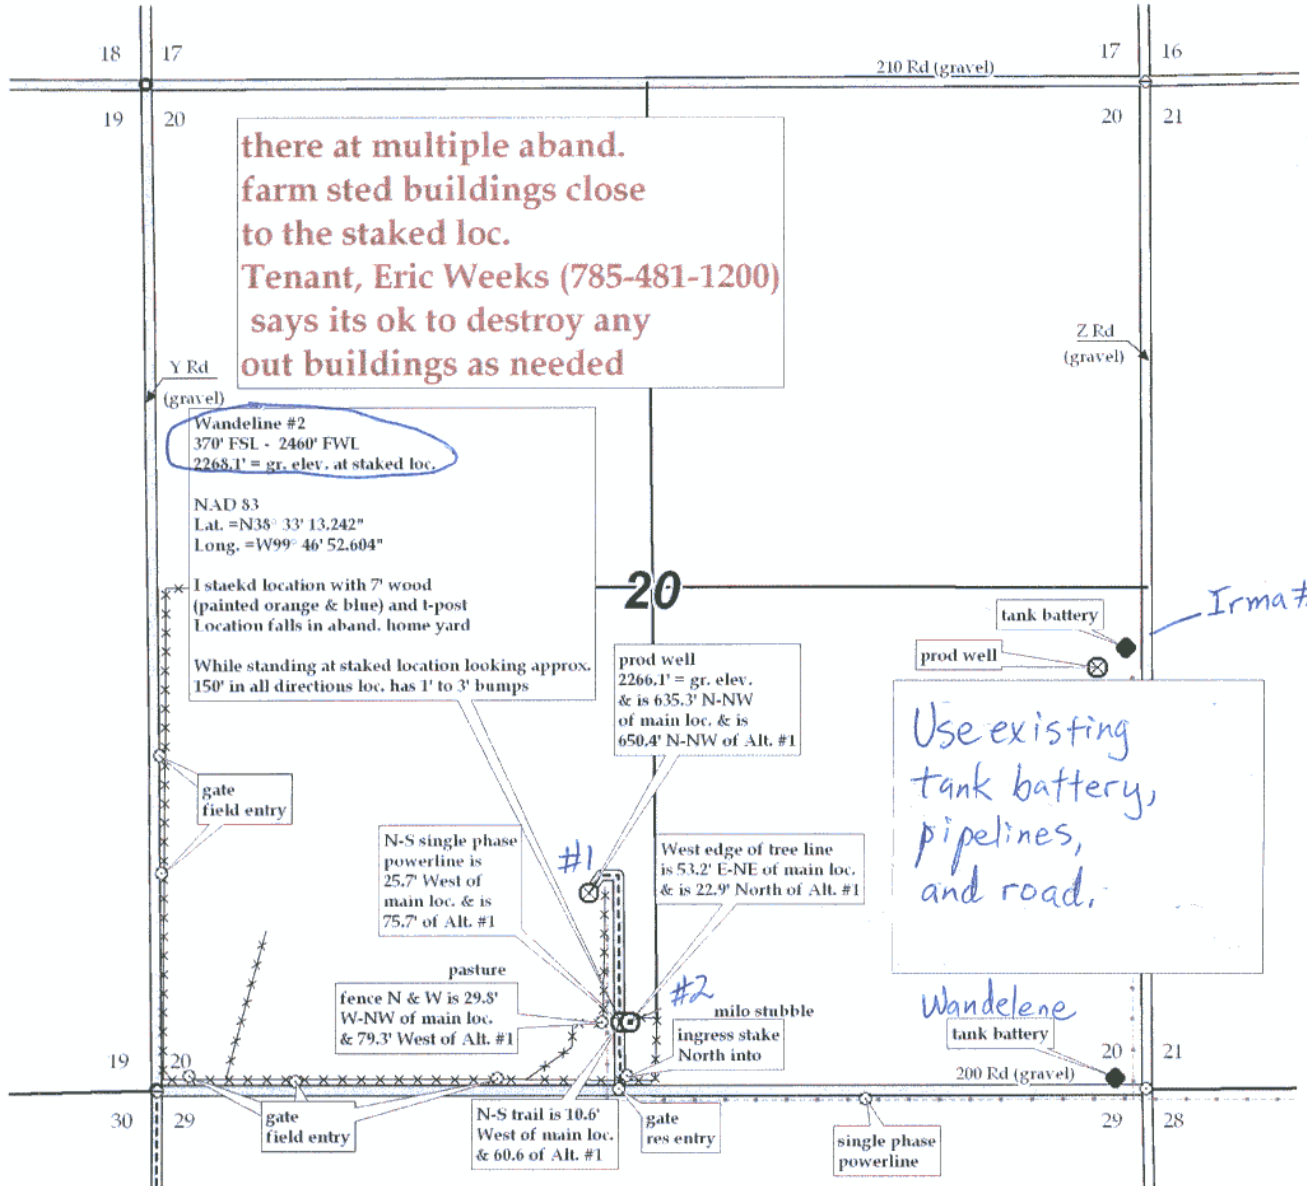 18
17
17
16
210 Rd (gravel)
19
20
20
21
there at multiple aband.
farm sted buildings close
to the staked loc.
Tenant, Eric Weeks (785-481-1200)
says its ok to destroy any
out buildings as needed
Z Rd
(gravel)
Y Rd
(gravel)
Wandeline #2
370' FSL - 2460' FWL
2268.1' = gr. elev. at staked loc.
NAD 83
Lat. =N38° 33' 13.242"
Long. =W99° 46' 52.604"
I staekd location with 7' wood
(painted orange & blue) and t-post
Location falls in aband. home yard
While standing at staked location looking approx.
150' in all directions loc. has 1' to 3' bumps
20
Irma #
tank battery
prod well
prod well
2266.1' = gr. elev.
& is 635.3' N-NW
of main loc. & is
650.4' N-NW of Alt. #1
Use existing
tank battery,
pipelines,
and road.
gate
field entry
N-S single phase
powerline is
25.7' West of
main loc. & is
75.7' of Alt. #1
#1
West edge of tree line
is 53.2' E-NE of main loc.
& is 22.9' North of Alt. #1
pasture
fence N & W is 29.8'
W-NW of main loc.
& 79.3' West of Alt. #1
#2
milo stubble
ingress stake
North into
Wandelene
tank battery
19
20
20
21
200 Rd (gravel)
30
29
gate
field entry
N-S trail is 10.6'
West of main loc.
& 60.6 of Alt. #1
gate
res entry
single phase
powerline
29
28